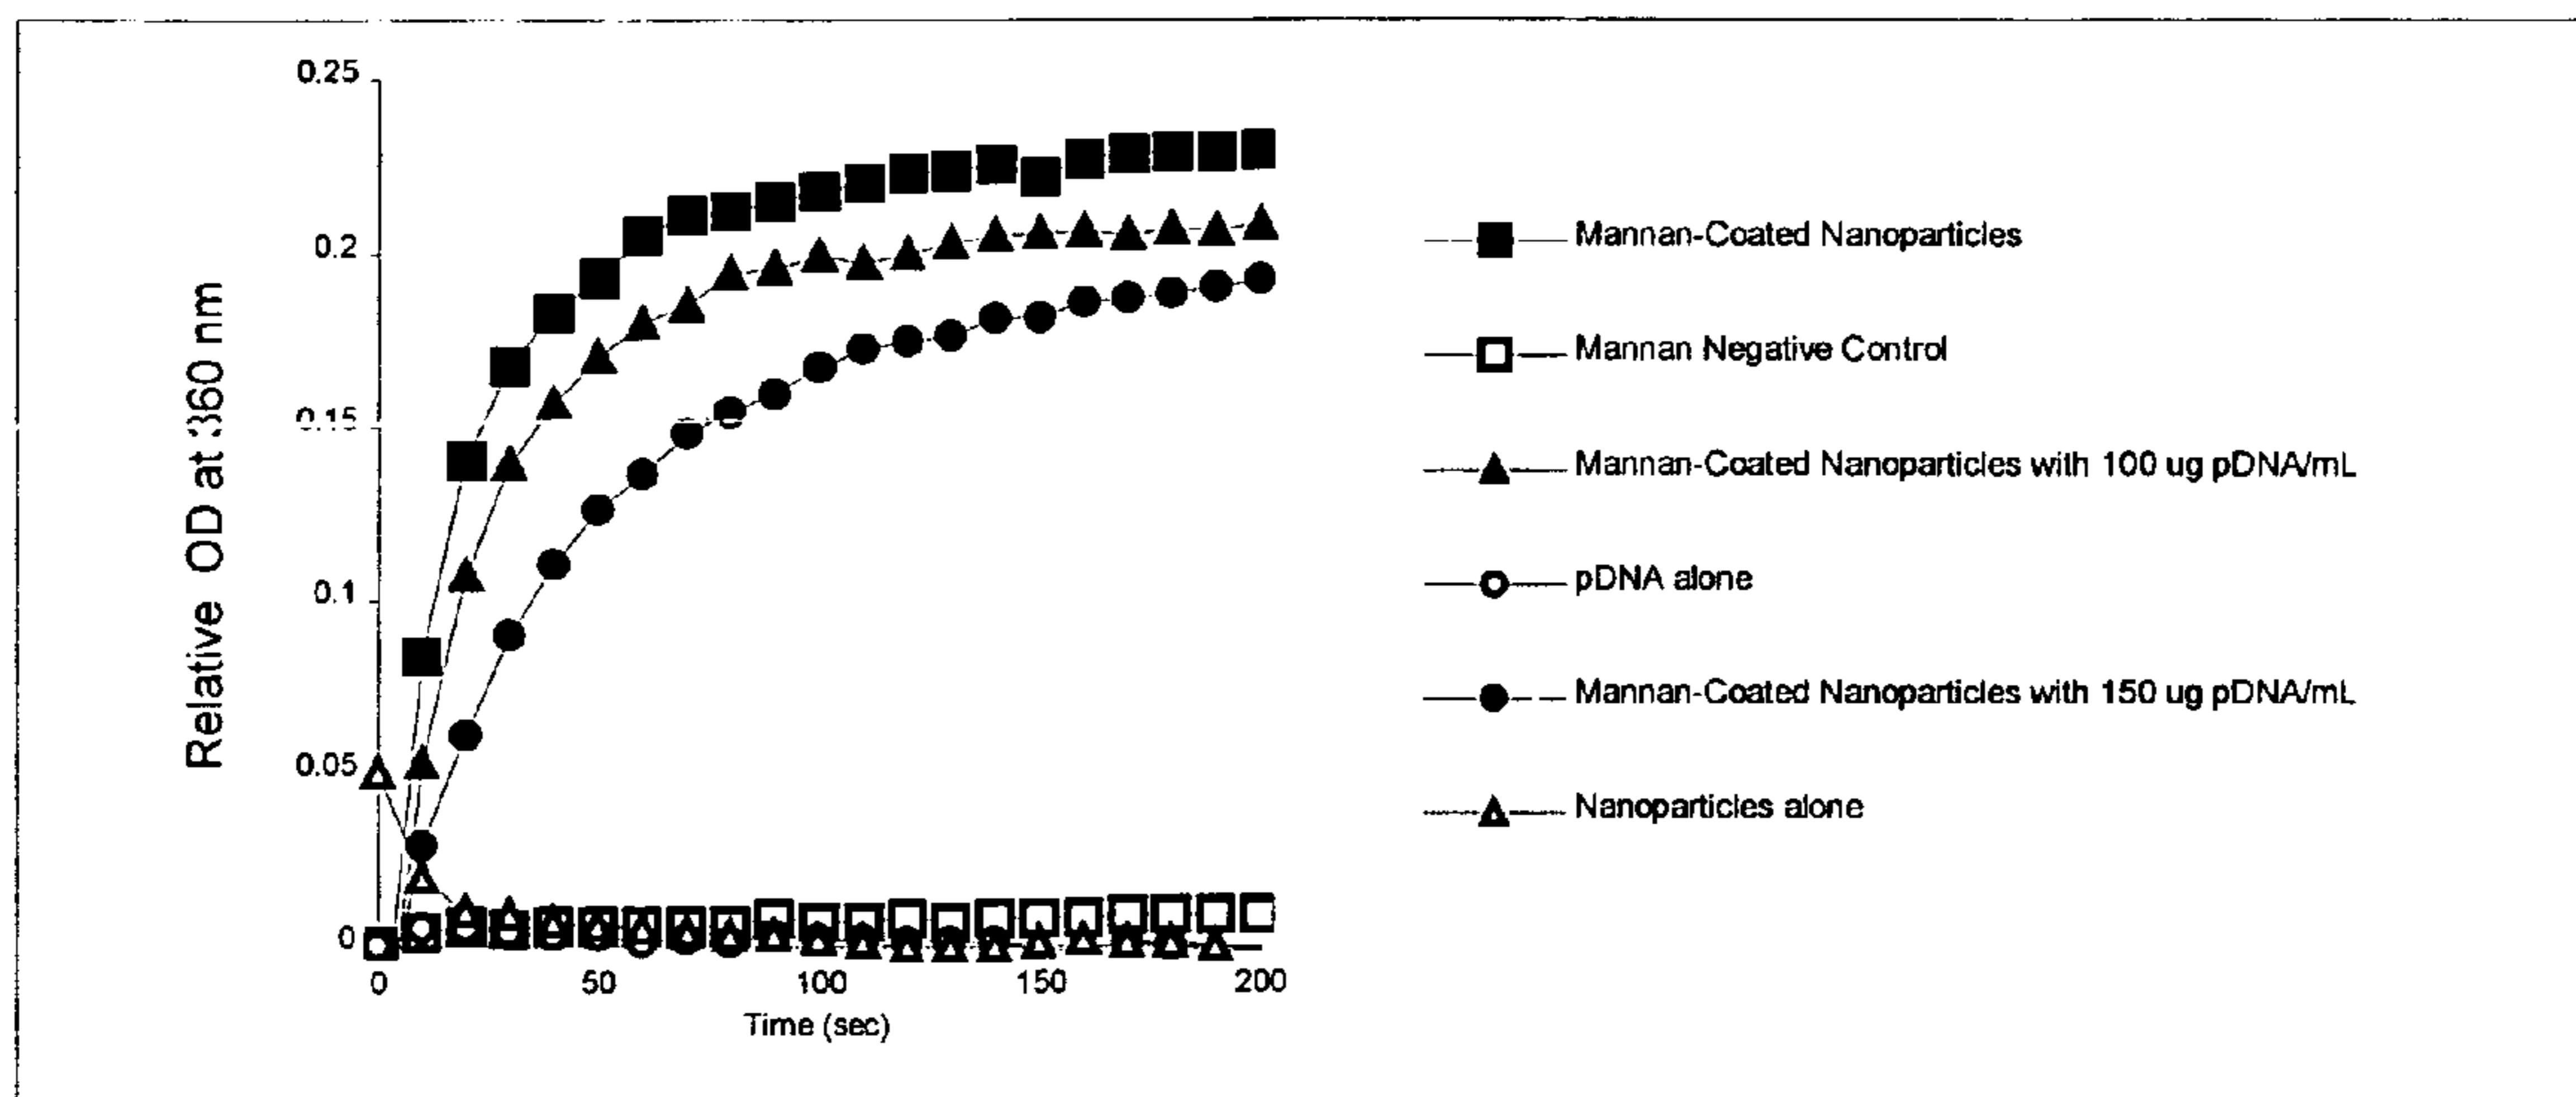 0.25
0.2
0.15
0.1
0.05
0
0 50 100 150 200
Time (sec)
Relative OD at 360 nm
Mannan-Coated Nanoparticles
Mannan Negative Control
Mannan-Coated Nanoparticles with 100 ug pDNA/mL
pDNA alone
Mannan-Coated Nanoparticles with 150 ug pDNA/mL
Nanoparticles alone